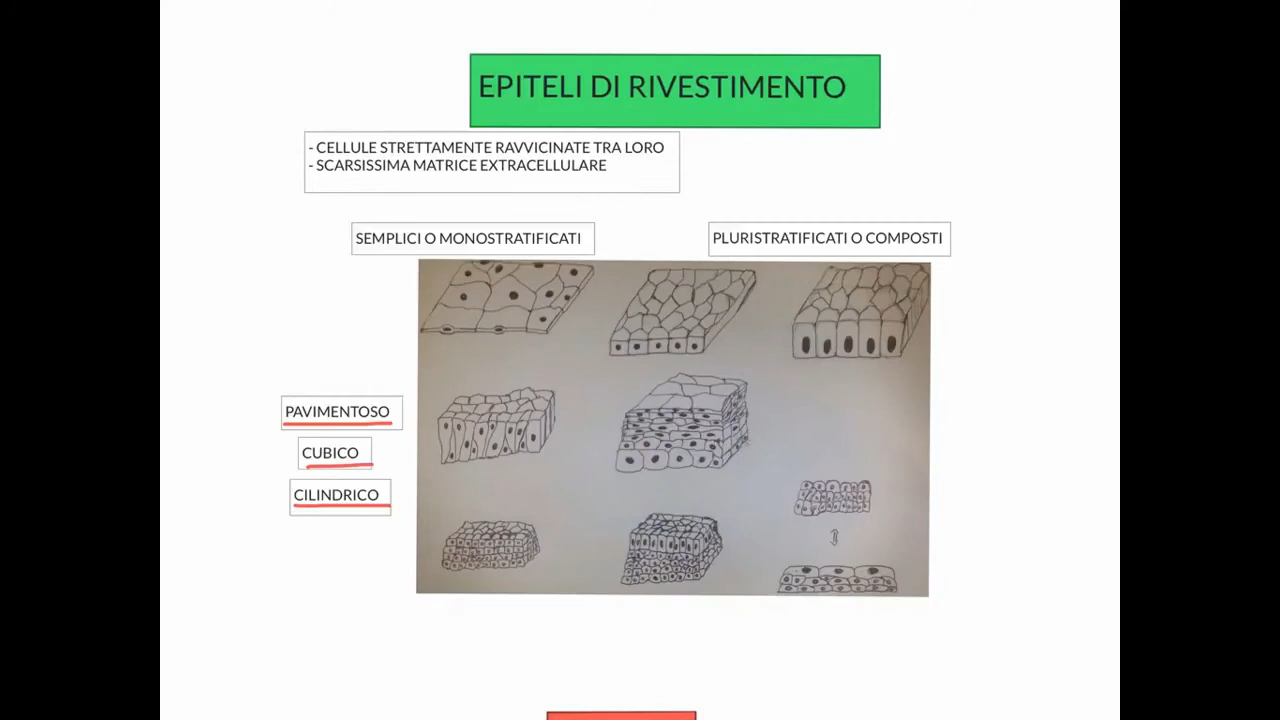 EPITELI DI RIVESTIMENTO
- CELLULE STRETTAMENTE RAVVICINATE TRA LORO
- SCARSISSIMA MATRICE EXTRACELLULARE
SEMPLICI O MONOSTRATIFICATI
PLURISTRATIFICATI O COMPOSTI
PAVIMENTOSO
CUBICO
CILINDRICO